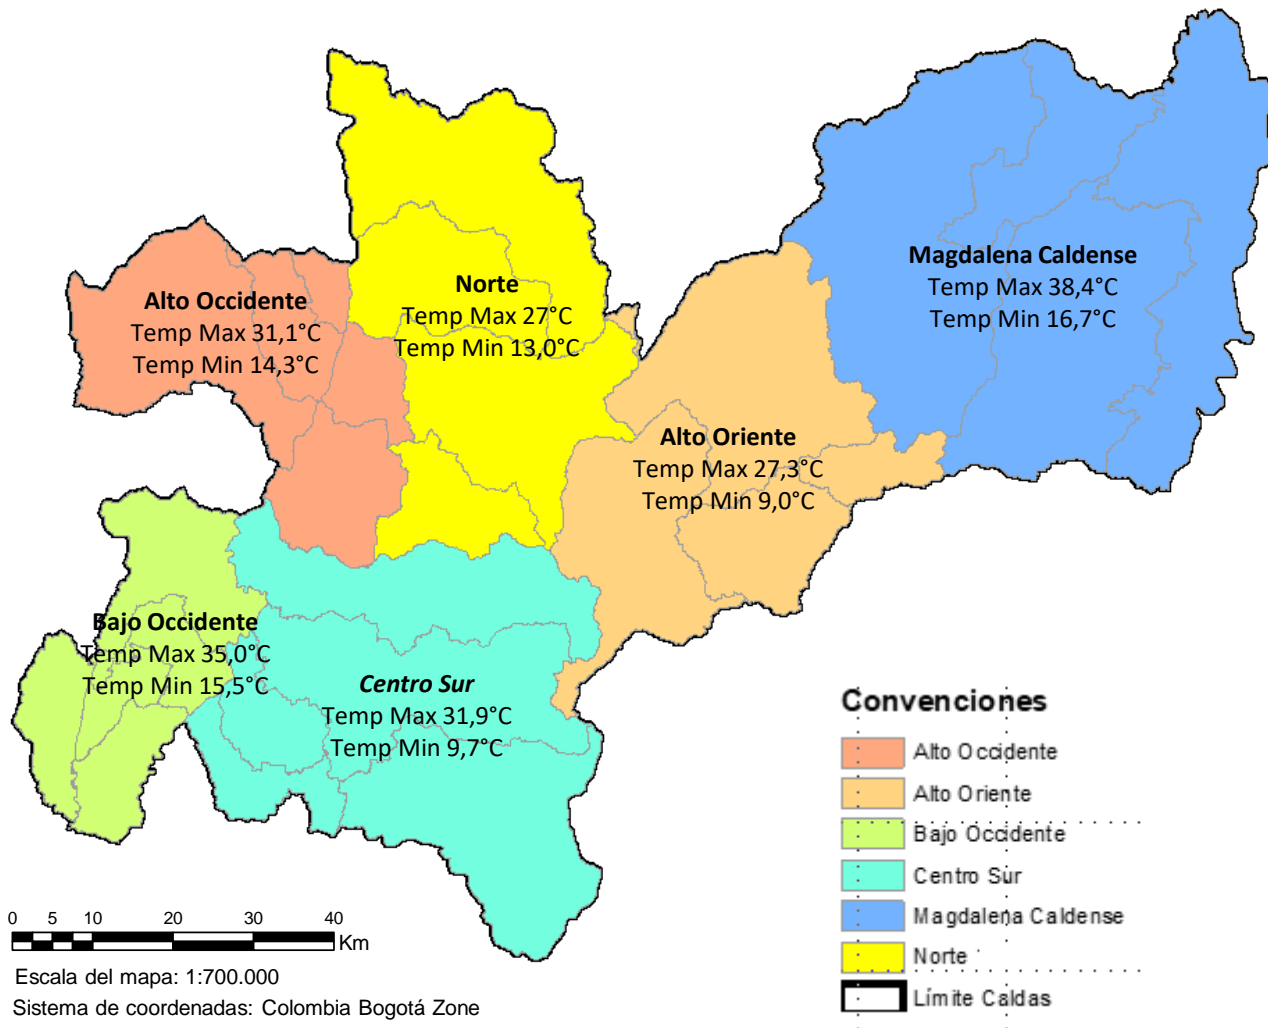 Magdalena Caldense
Temp Max 38,4°C
Temp Min 16,7°C
Norte
Temp Max 27°C
Temp Min 13,0°C
Alto Occidente
Temp Max 31,1°C
Temp Min 14,3°C
Alto Oriente
Temp Max 27,3°C
Temp Min 9,0°C
Bajo Occidente
Temp Max 35,0°C
Temp Min 15,5°C
Centro Sur
Temp Max 31,9°C
Temp Min 9,7°C
Convenciones
Alto Occidente
Alto Oriente
Bajo Occidente
Centro Sur
Magdalena Caldense
Norte
Límite Caldas
0 5 10 20 30 40
Km
Escala del mapa: 1:700.000
Sistema de coordenadas: Colombia Bogotá Zone